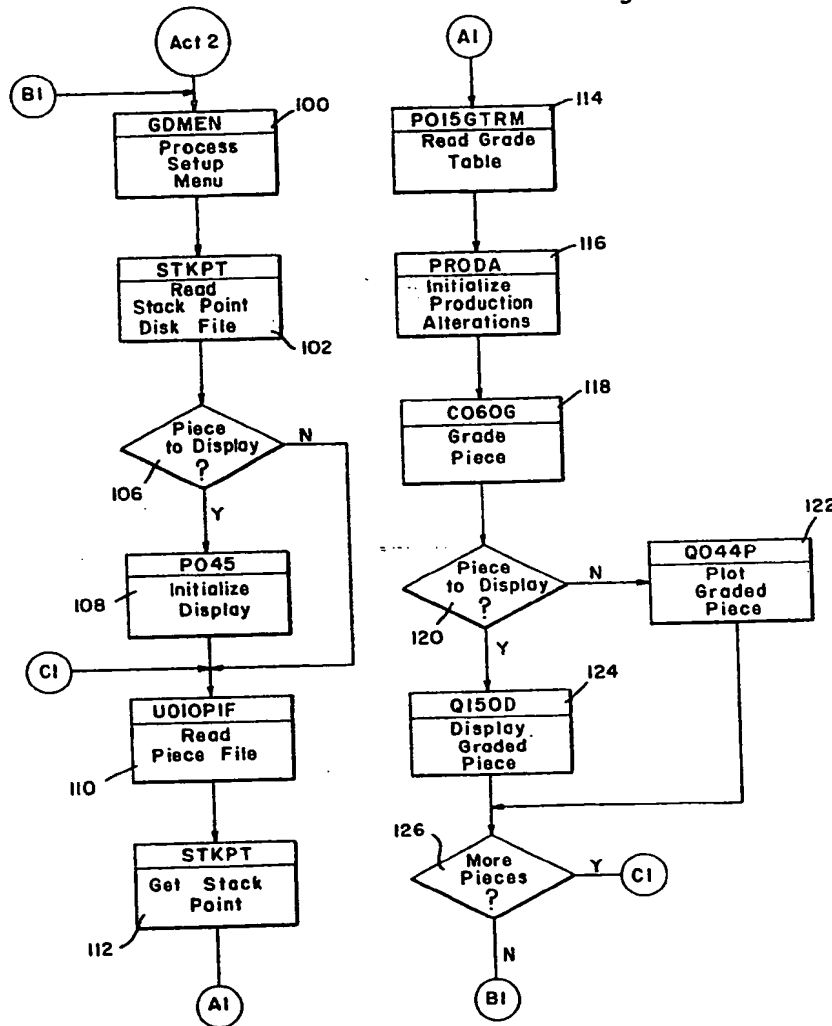 Act 2
B1
GDMEN
100
Process
Setup
Menu
STKPT
Read
Stack Point
Disk File
102
Piece
to Display
?
N
106
Y
PO45
108
Initialize
Display
C1
UO1OP1F
Read
Piece File
110
STKPT
Get Stack
Point
112
A1
A1
114
PO15GTRM
Read Grade
Table
116
PRODA
Initialize
Production
Alterations
118
CO6OG
Grade
Piece
Piece
to Display
?
N
120
Y
122
QO44P
Plot
Graded
Piece
124
Q15OD
Display
Graded
Piece
126
More
Pieces
?
Y
C1
N
B1